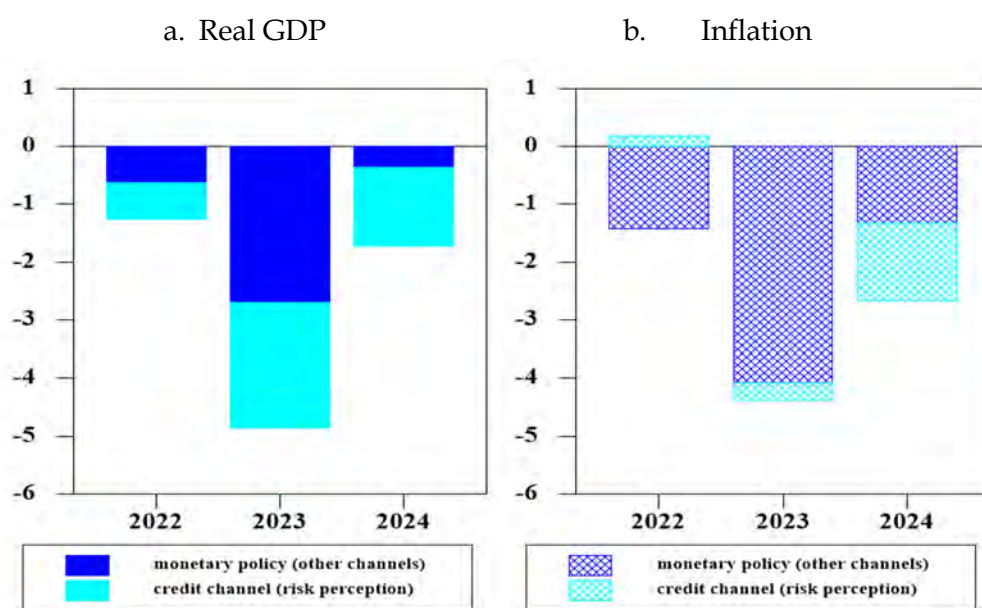 a. Real GDP
b. Inflation
1
0
-1
-2
-3
-4
-5
-6
2022 2023 2024
monetary policy (other channels)
credit channel (risk perception)
1
0
-1
-2
-3
-4
-5
-6
2022 2023 2024
monetary policy (other channels)
credit channel (risk perception)